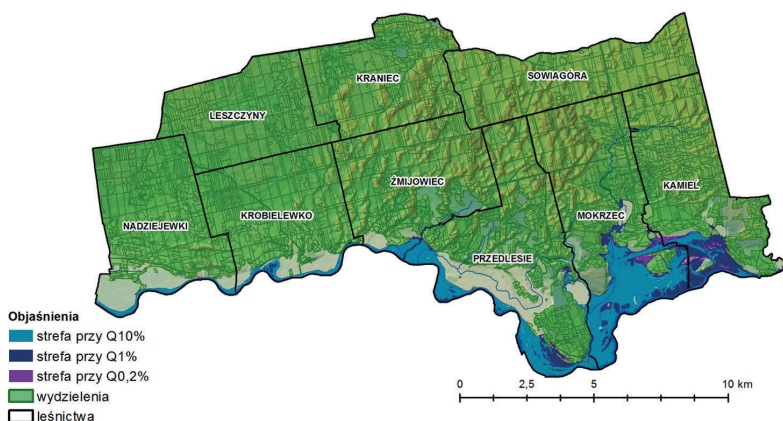 KRANIEC
SOWIAGÓRA
LESZCZYNY
ŻMIJOWIEC
KAMIEŃ
NADZIEJEWKI
KROBIELEWKO
MOKRZEC
PRZEDLESIE
Objaśnienia
strefa przy Q10%
strefa przy Q1%
strefa przy Q0,2%
wydzielenia
leśnictwa
0 2,5 5 10 km